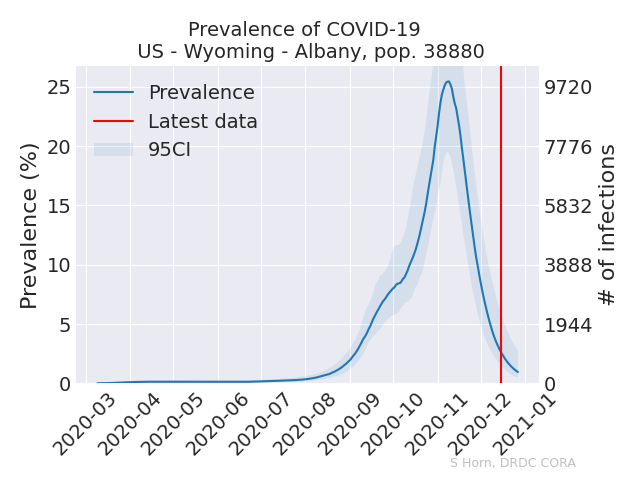 Prevalence of COVID-19
US - Wyoming - Albany, pop. 38880
Prevalence
Latest data
95CI
Prevalence (%)
25
20
15
10
5
0
9720
7776
5832
3888
1944
0
# of infections
2020-03
2020-04
2020-05
2020-06
2020-07
2020-08
2020-09
2020-10
2020-11
2020-12
2021-01
S Horn, DRDC CORA